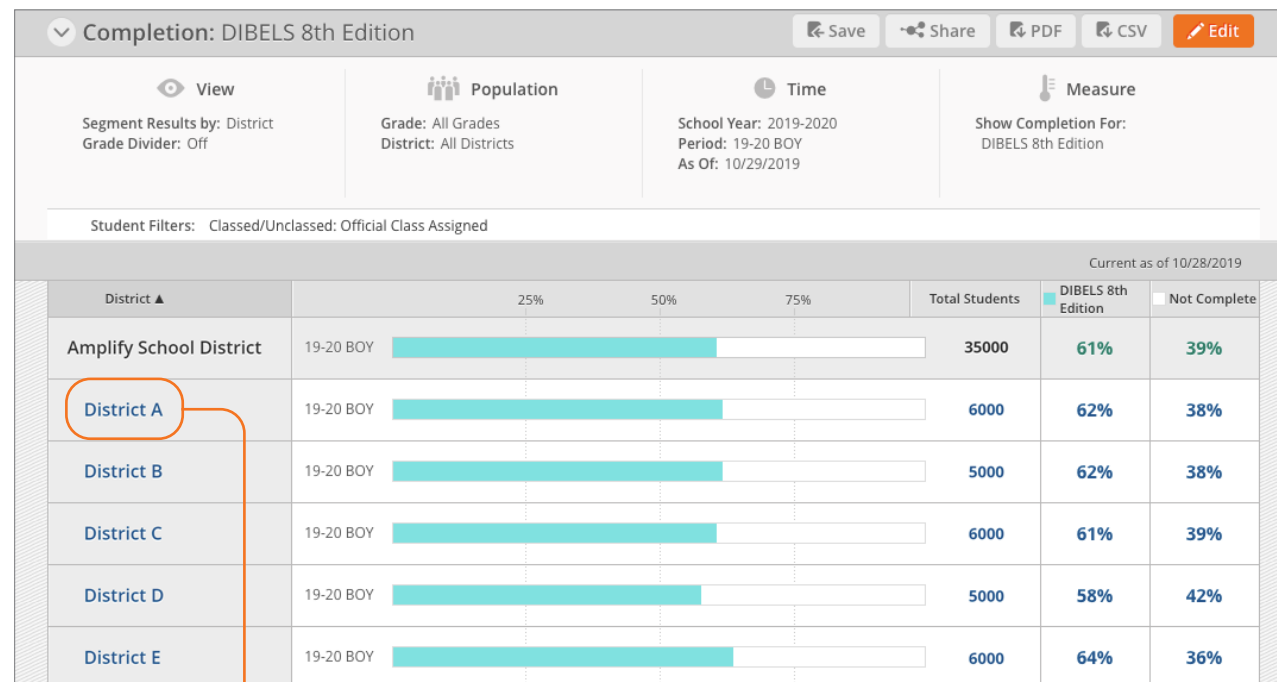 Completion: DIBELS 8th Edition
Save
Share
PDF
CSV
Edit
View
Segment Results by: District
Grade Divider: Off
Population
Grade: All Grades
District: All Districts
Time
School Year: 2019-2020
Period: 19-20 BOY
As Of: 10/29/2019
Measure
Show Completion For:
DIBELS 8th Edition
Student Filters: Classed/Unclassed: Official Class Assigned
Current as of 10/28/2019
District ▲ 25% 50% 75% Total Students DIBELS 8th Edition Not Complete
Amplify School District 19-20 BOY 35000 61% 39%
District A 19-20 BOY 6000 62% 38%
District B 19-20 BOY 5000 62% 38%
District C 19-20 BOY 6000 61% 39%
District D 19-20 BOY 5000 58% 42%
District E 19-20 BOY 6000 64% 36%